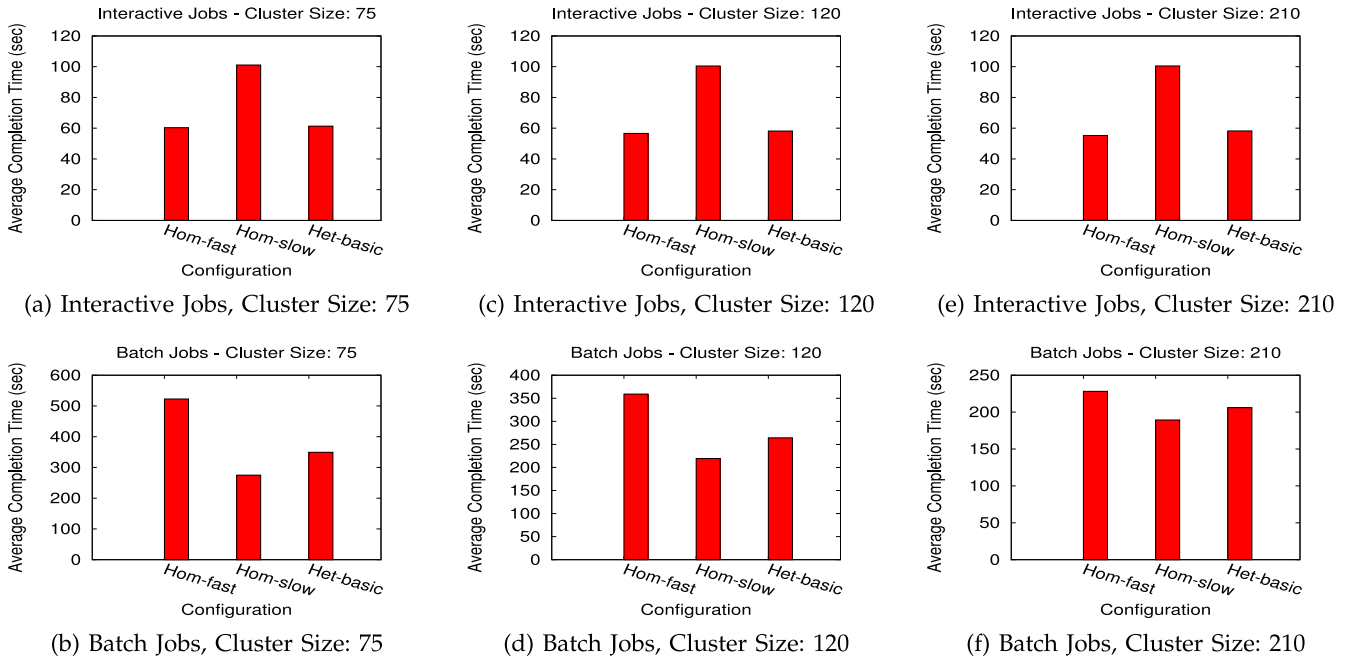 Interactive Jobs - Cluster Size: 75
Average Completion Time (sec)
120
100
80
60
40
20
0
Hom-fast
Hom-slow
Het-basic
Configuration
(a) Interactive Jobs, Cluster Size: 75
Interactive Jobs - Cluster Size: 120
Average Completion Time (sec)
120
100
80
60
40
20
0
Hom-fast
Hom-slow
Het-basic
Configuration
(c) Interactive Jobs, Cluster Size: 120
Interactive Jobs - Cluster Size: 210
Average Completion Time (sec)
120
100
80
60
40
20
0
Hom-fast
Hom-slow
Het-basic
Configuration
(e) Interactive Jobs, Cluster Size: 210
Batch Jobs - Cluster Size: 75
Average Completion Time (sec)
600
500
400
300
200
100
0
Hom-fast
Hom-slow
Het-basic
Configuration
(b) Batch Jobs, Cluster Size: 75
Batch Jobs - Cluster Size: 120
Average Completion Time (sec)
400
350
300
250
200
150
100
50
0
Hom-fast
Hom-slow
Het-basic
Configuration
(d) Batch Jobs, Cluster Size: 120
Batch Jobs - Cluster Size: 210
Average Completion Time (sec)
250
200
150
100
50
0
Hom-fast
Hom-slow
Het-basic
Configuration
(f) Batch Jobs, Cluster Size: 210